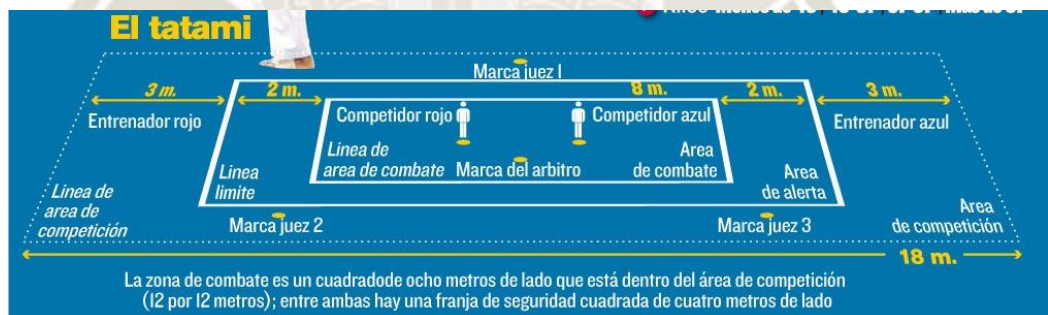 El tatami
Marca juez 1
3 m.
2 m.
8 m.
2 m.
3 m.
Entrenador rojo
Competidor rojo
Competidor azul
Entrenador azul
Linea de
area de combate
Marca del arbitro
Area
de combate
Linea
limite
Area
de alerta
Linea de
area de
competición
Area
de competición
Marca juez 2
Marca juez 3
18 m.
La zona de combate es un cuadradode ocho metros de lado que está dentro del área de competición
(12 por 12 metros); entre ambas hay una franja de seguridad cuadrada de cuatro metros de lado